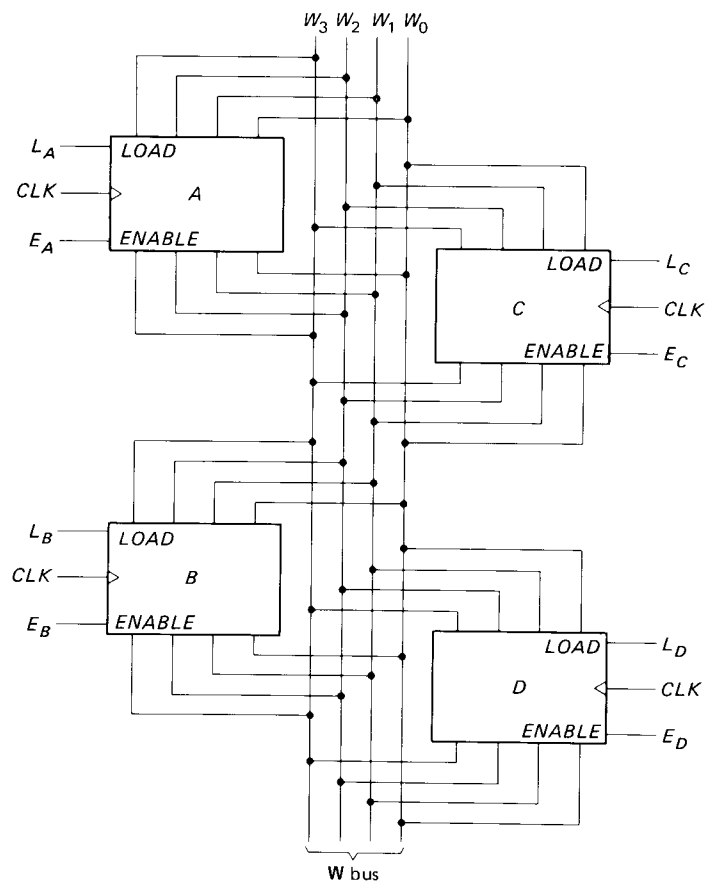 W3 W2 W1 W0
LA
LOAD
CLK
A
EA
ENABLE
LOAD
LC
C
CLK
ENABLE
EC
LB
LOAD
CLK
B
EB
ENABLE
LOAD
LD
D
CLK
ENABLE
ED
W bus